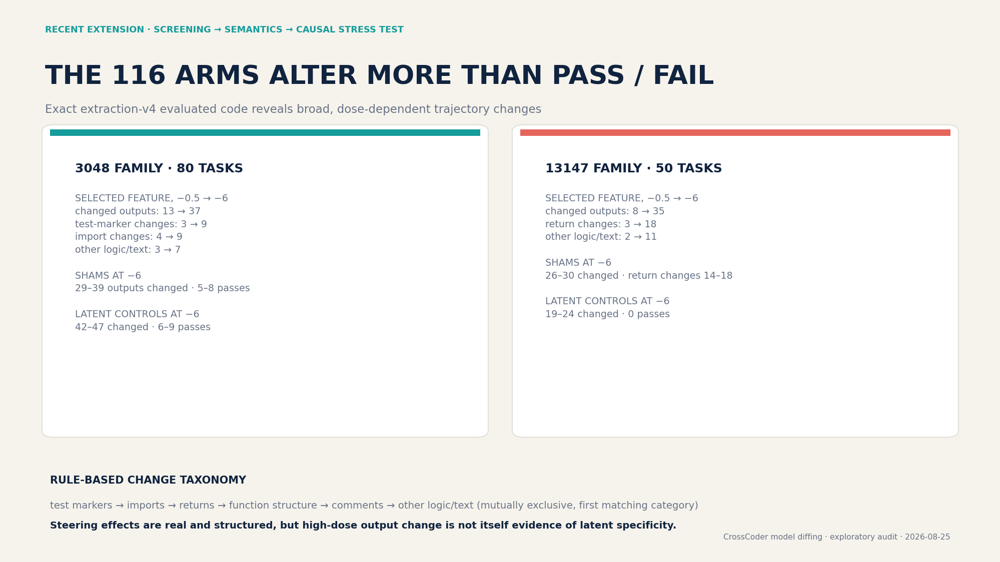 RECENT EXTENSION · SCREENING → SEMANTICS → CAUSAL STRESS TEST
THE 116 ARMS ALTER MORE THAN PASS / FAIL
Exact extraction-v4 evaluated code reveals broad, dose-dependent trajectory changes
3048 FAMILY · 80 TASKS
SELECTED FEATURE, −0.5 → −6
changed outputs: 13 → 37
test-marker changes: 3 → 9
import changes: 4 → 9
other logic/text: 3 → 7
SHAMS AT −6
29–39 outputs changed · 5–8 passes
LATENT CONTROLS AT −6
42–47 changed · 6–9 passes
13147 FAMILY · 50 TASKS
SELECTED FEATURE, −0.5 → −6
changed outputs: 8 → 35
return changes: 3 → 18
other logic/text: 2 → 11
SHAMS AT −6
26–30 changed · return changes 14–18
LATENT CONTROLS AT −6
19–24 changed · 0 passes
RULE-BASED CHANGE TAXONOMY
test markers → imports → returns → function structure → comments → other logic/text (mutually exclusive, first matching category)
Steering effects are real and structured, but high-dose output change is not itself evidence of latent specificity.
CrossCoder model diffing · exploratory audit · 2026-08-25